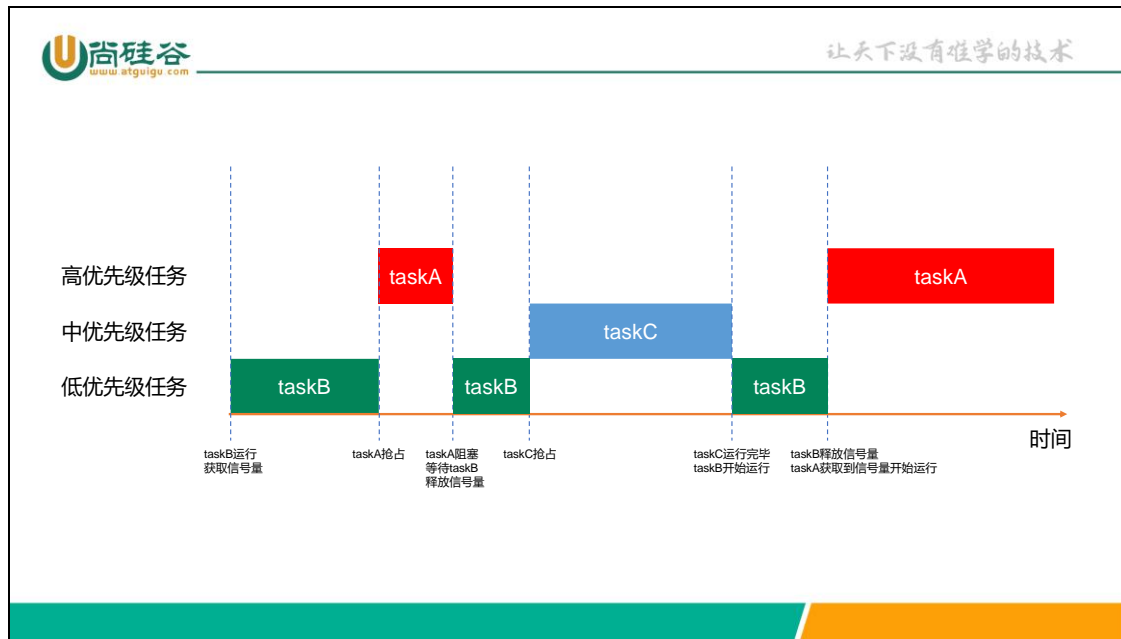 尚硅谷
www.atguigu.com
让天下没有难学的技术
高优先级任务
taskA
taskA
中优先级任务
taskC
低优先级任务
taskB
taskB
taskB
时间
taskB运行
获取信号量
taskA抢占
taskA阻塞
等待taskB
释放信号量
taskC抢占
taskC运行完毕
taskB开始运行
taskB释放信号量
taskA获取到信号量开始运行